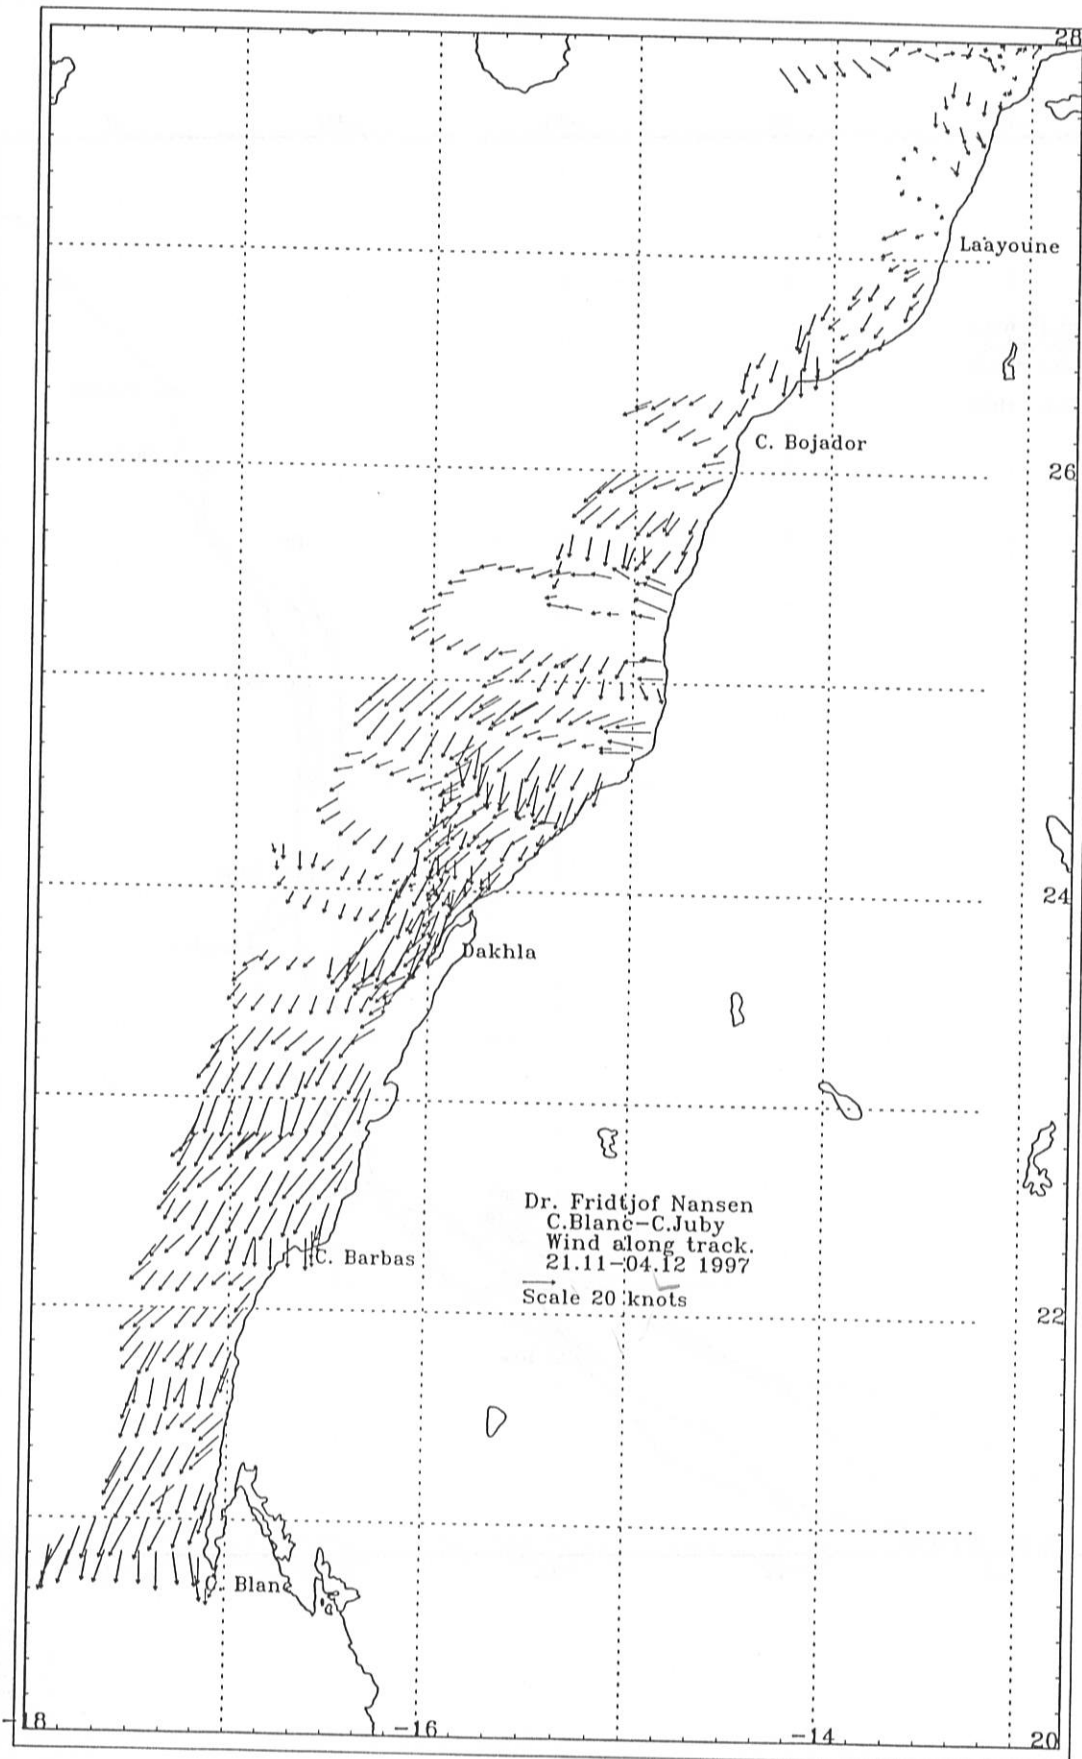 28
Laayoune
C. Bojador
26
24
Dakhla
Dr. Fridtjof Nansen
C.Blanc-C.Juby
Wind along track.
21.11-04.12 1997
Scale 20 knots
C. Barbas
22
C. Blanc
-18
-16
-14
20